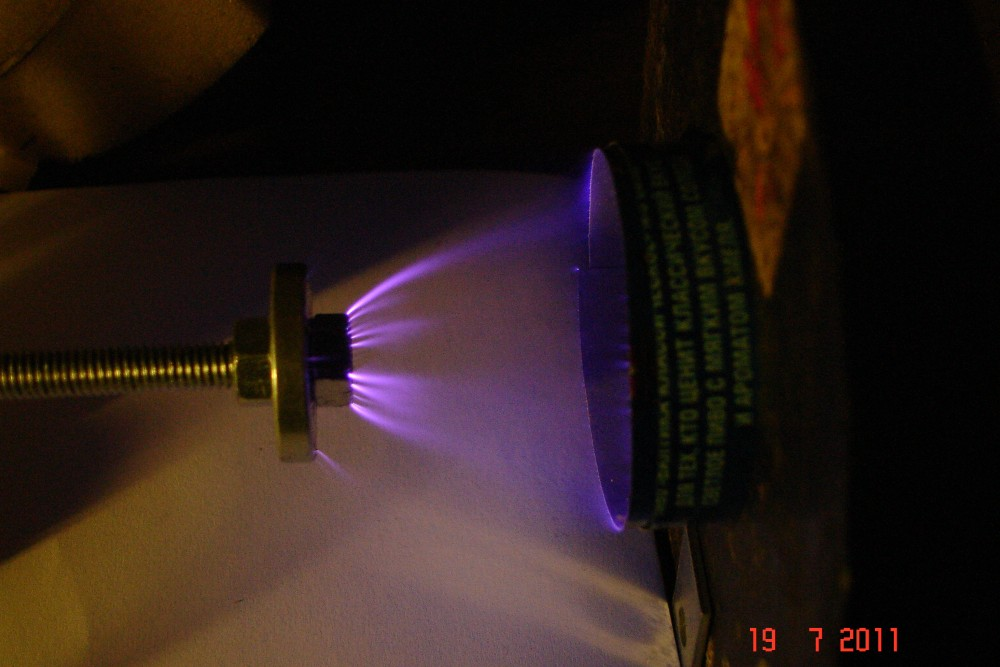 ДЛЯ ТЕХ КТО ЦЕНИТ КЛАССИЧЕСКИЙ
СВЕТЛОЕ ПИВО С МЯГКИМ ВКУСОМ
И АРОМАТОМ ХМЕЛЯ
19 7 2011